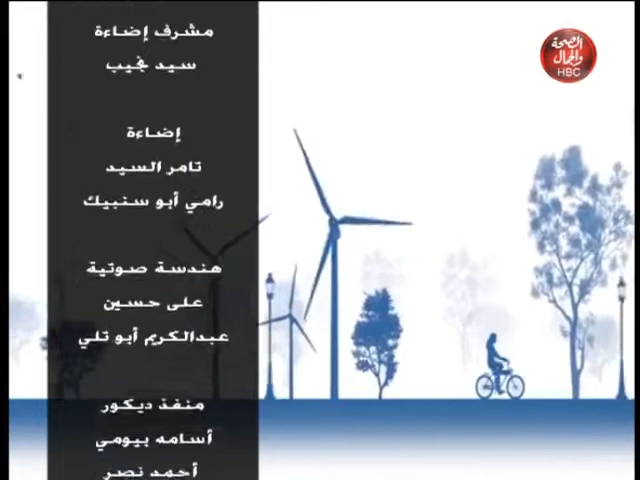 مشرف إضاءة
سيد نجيب
إضاءة
تامر السيد
رامي أبو سنبيك
هندسة صوتية
على حسين
عبدالكريم أبو تلي
منفذ ديكور
أسامه بيومي
أحمد نصر
الصحة
والجمال
HBC